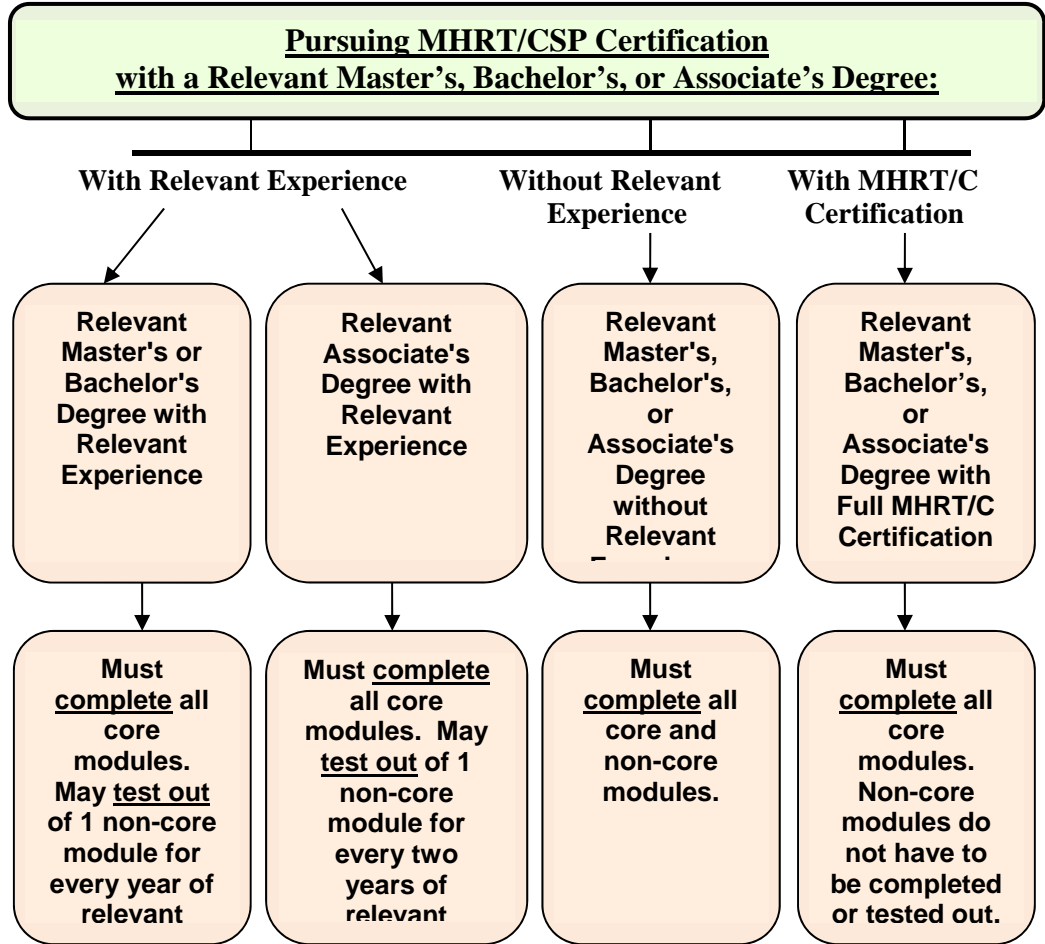 Pursuing MHRT/CSP Certification
with a Relevant Master’s, Bachelor’s, or Associate’s Degree:
With Relevant Experience
Without Relevant
Experience
With MHRT/C
Certification
Relevant
Master's or
Bachelor's
Degree with
Relevant
Experience
Relevant
Associate's
Degree with
Relevant
Experience
Relevant
Master's,
Bachelor's,
or
Associate's
Degree
without
Relevant
Relevant
Master's,
Bachelor’s,
or
Associate's
Degree with
Full MHRT/C
Certification
Must
complete all
core
modules.
May test out
of 1 non-core
module for
every year of
relevant
Must complete
all core
modules.  May
test out of 1
non-core
module for
every two
years of
relevant
Must
complete all
core and
non-core
modules.
Must
complete all
core
modules.
Non-core
modules do
not have to
be completed
or tested out.